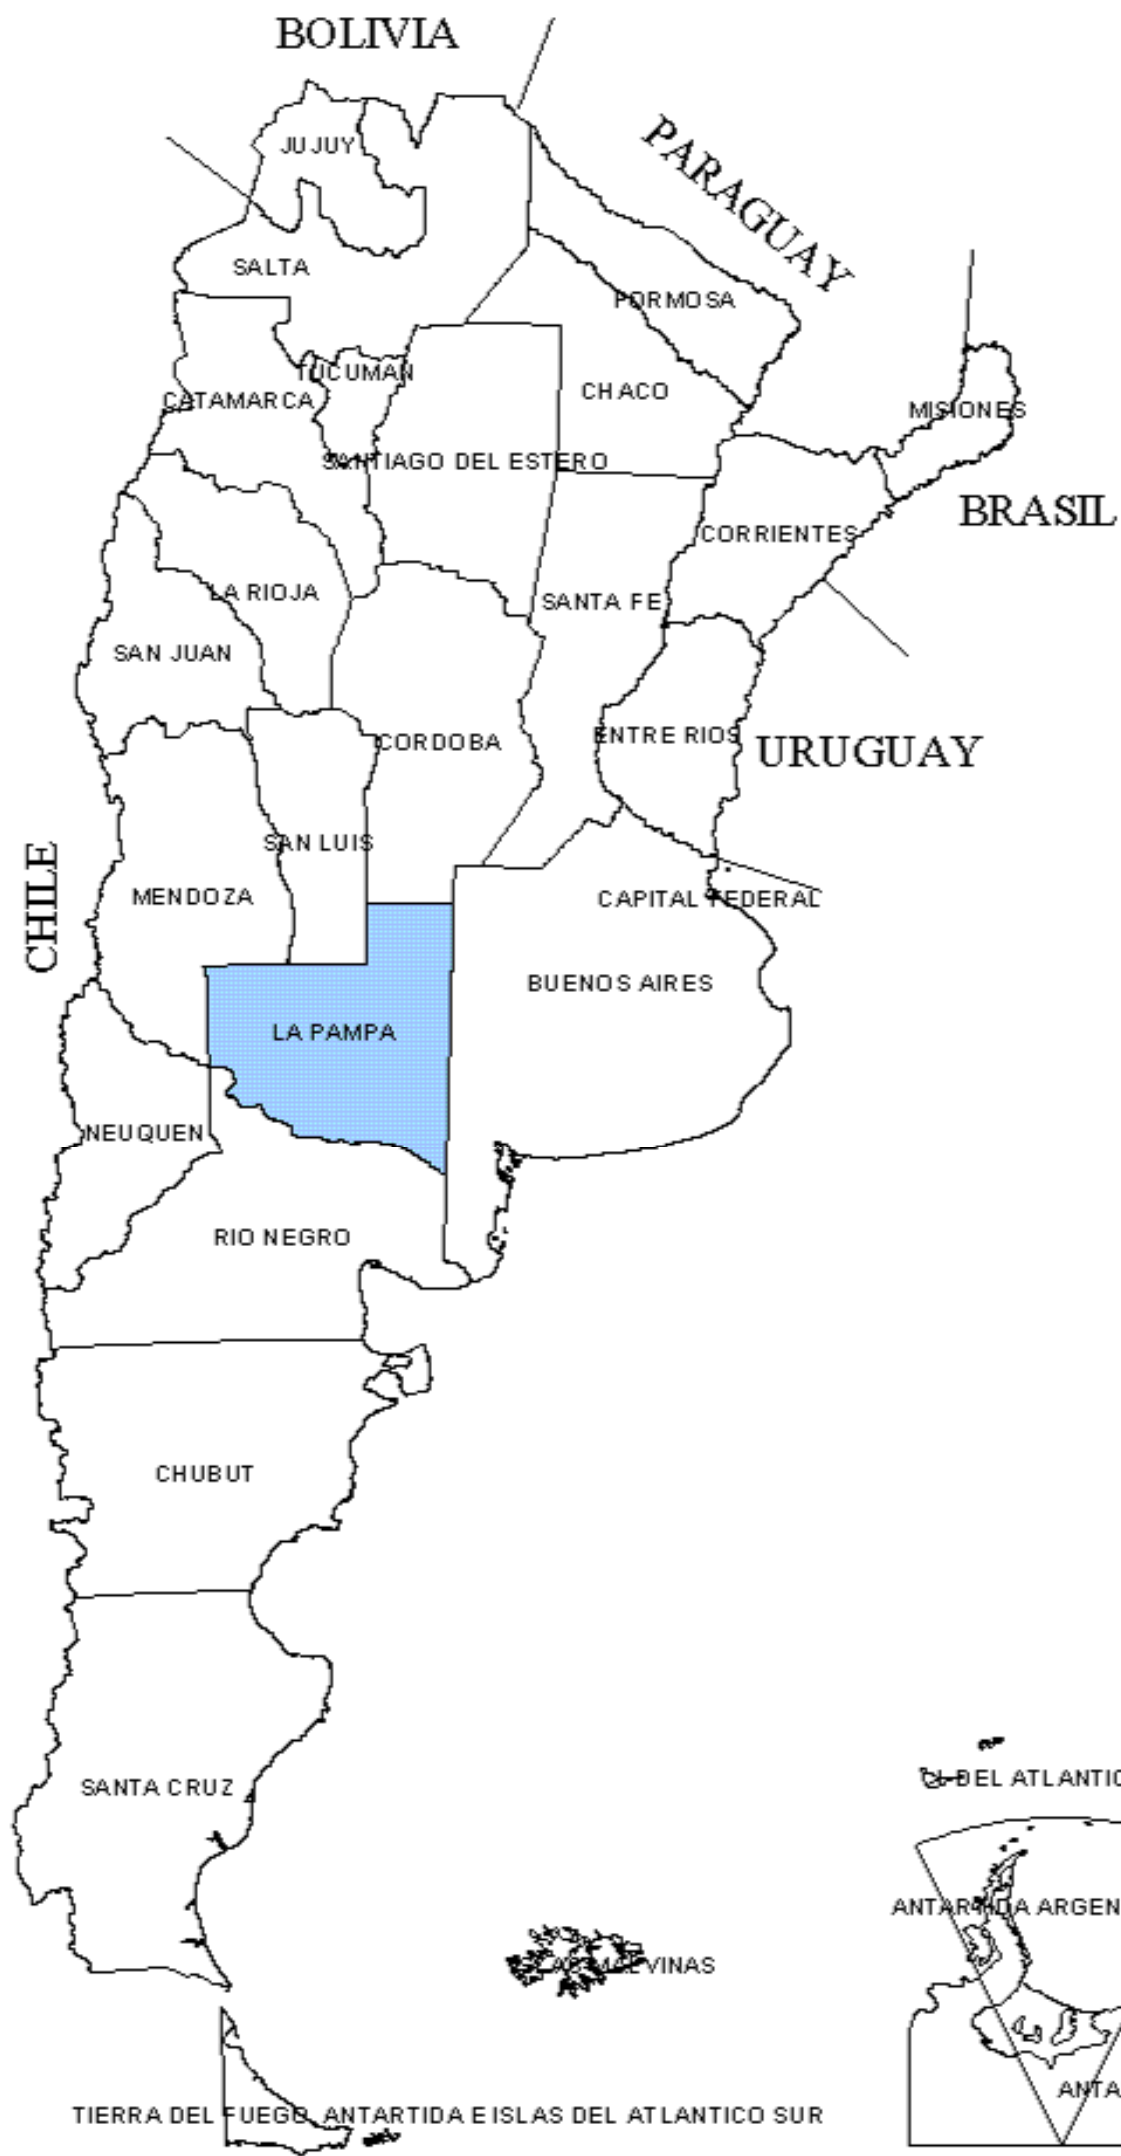 BOLIVIA
PARAGUAY
JUJUY
SALTA
FORMOSA
TUCUMAN
CHACO
CATAMARCA
MISIONES
SANTIAGO DEL ESTERO
BRASIL
CORRIENTES
LA RIOJA
SANTA FE
SAN JUAN
ENTRE RIOS
CORDOBA
URUGUAY
SAN LUIS
CHILE
MENDOZA
CAPITAL FEDERAL
BUENOS AIRES
LA PAMPA
NEUQUEN
RIO NEGRO
CHUBUT
DEL ATLANTIC
SANTA CRUZ
ANTARTIDA ARGEN
MALVINAS
ANTA
TIERRA DEL FUEGO, ANTARTIDA E ISLAS DEL ATLANTICO SUR